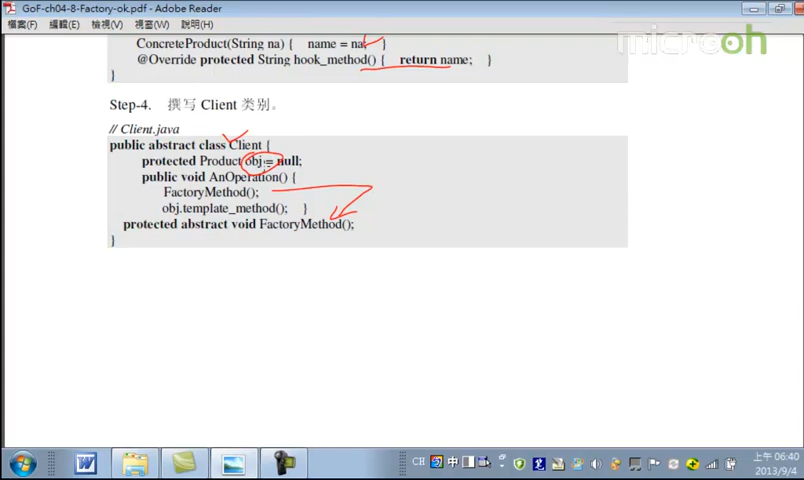 GoF-ch04-8-Factory-ok.pdf - Adobe Reader
檔案(F) 編輯(E) 檢視(V) 視窗(W) 說明(H)
microoh
ConcreteProduct(String na) { name = na; }
@Override protected String hook_method() { return name; }
}
Step-4. 撰写 Client 类别。
// Client.java
public abstract class Client {
protected Product obj = null;
public void AnOperation() {
FactoryMethod();
obj.template_method(); }
protected abstract void FactoryMethod();
}
CH 中
上午 06:40
2013/9/4